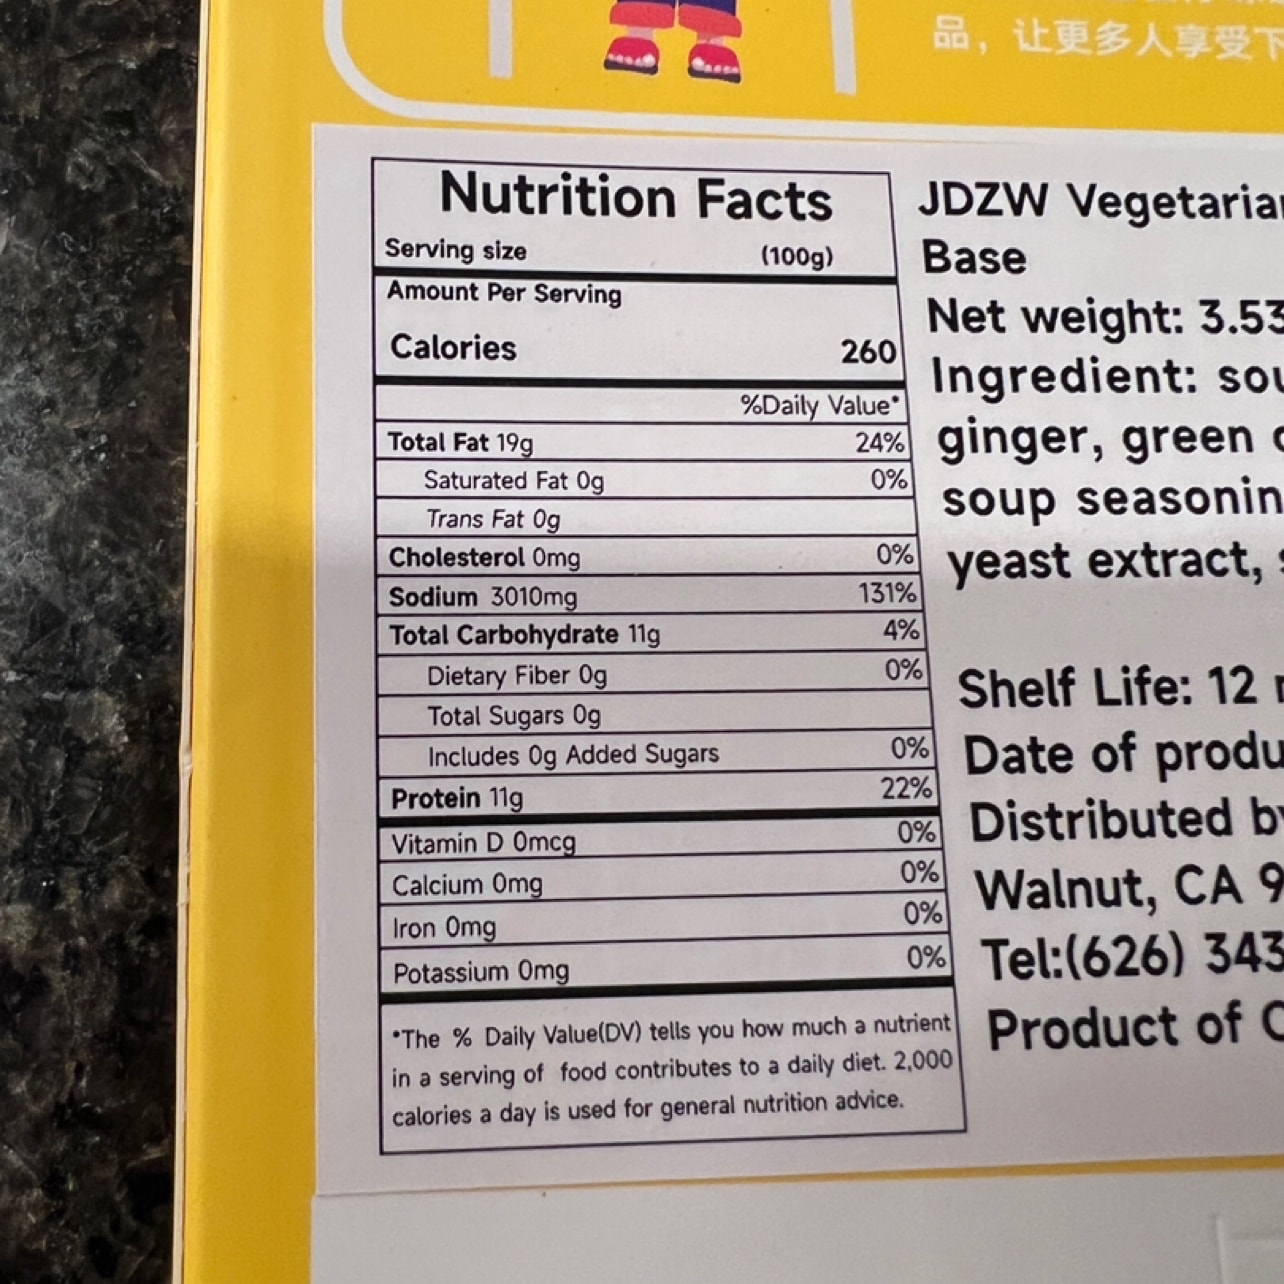 品，让更多人享受下
Nutrition Facts
Serving size (100g)
Amount Per Serving
Calories 260
%Daily Value*
Total Fat 19g 24%
Saturated Fat 0g 0%
Trans Fat 0g
Cholesterol 0mg 0%
Sodium 3010mg 131%
Total Carbohydrate 11g 4%
Dietary Fiber 0g 0%
Total Sugars 0g
Includes 0g Added Sugars 0%
Protein 11g 22%
Vitamin D 0mcg 0%
Calcium 0mg 0%
Iron 0mg 0%
Potassium 0mg 0%
*The % Daily Value(DV) tells you how much a nutrient
in a serving of food contributes to a daily diet. 2,000
calories a day is used for general nutrition advice.
JDZW Vegetarian
Base
Net weight: 3.53
Ingredient:
ginger, green
soup seasonin
yeast extract,
Shelf Life: 12
Date of produ
Distributed by
Walnut, CA 9
Tel:(626) 343
Product of